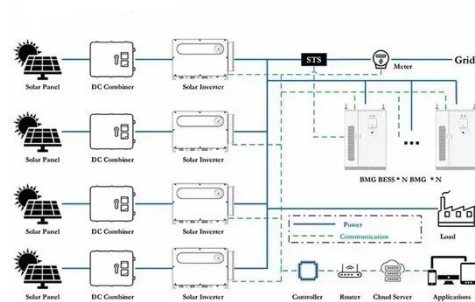 STS
Meter
Grid
Solar Panel
DC Combiner
Solar Inverter
Solar Panel
DC Combiner
Solar Inverter
BMG BESS * N BMG * N
Solar Panel
DC Combiner
Solar Inverter
Power
Communication
Load
Solar Panel
DC Combiner
Solar Inverter
Controller
Router
Cloud Server
Applications